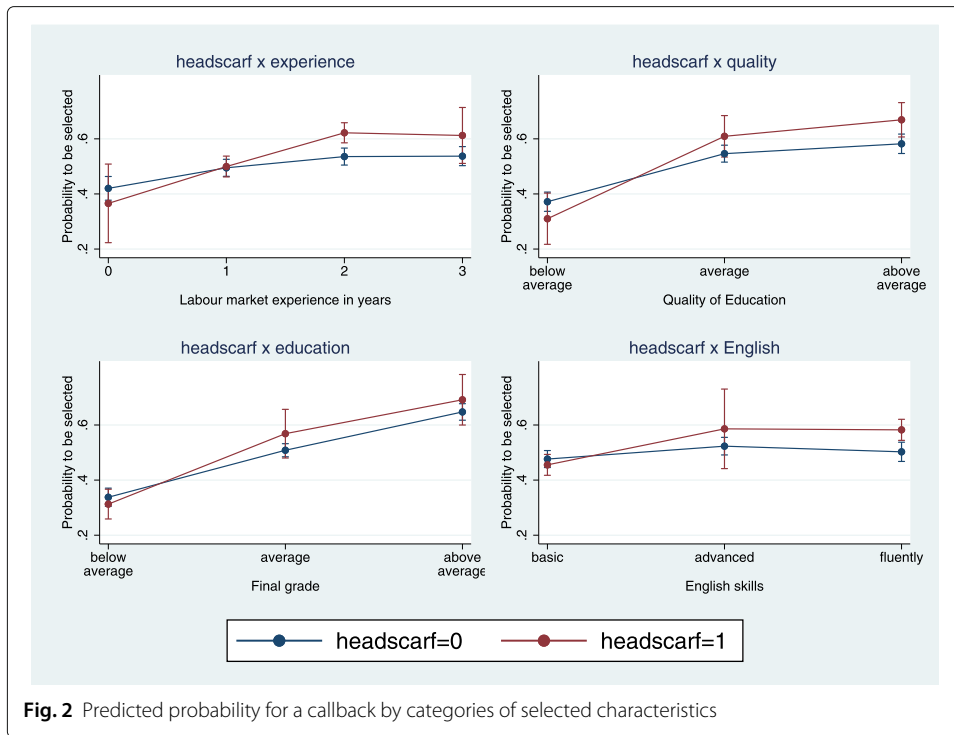 headscarf x experience
Probability to be selected
.2 .4 .6
0 1 2 3
Labour market experience in years
headscarf x quality
Probability to be selected
.2 .4 .6
below average
average
above average
Quality of Education
headscarf x education
Probability to be selected
.2 .4 .6
below average
average
above average
Final grade
headscarf x English
Probability to be selected
.2 .4 .6
basic advanced fluently
English skills
headscarf=0 headscarf=1
Fig. 2 Predicted probability for a callback by categories of selected characteristics